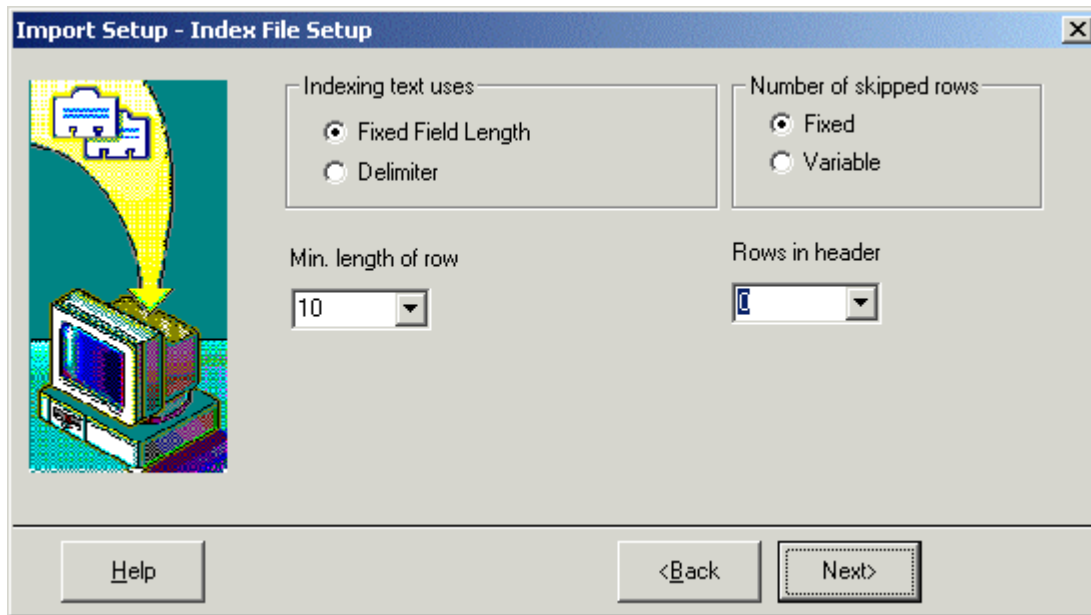 Import Setup - Index File Setup
Indexing text uses
Fixed Field Length
Delimiter
Number of skipped rows
Fixed
Variable
Min. length of row
10
Rows in header
0
Help
<Back
Next>